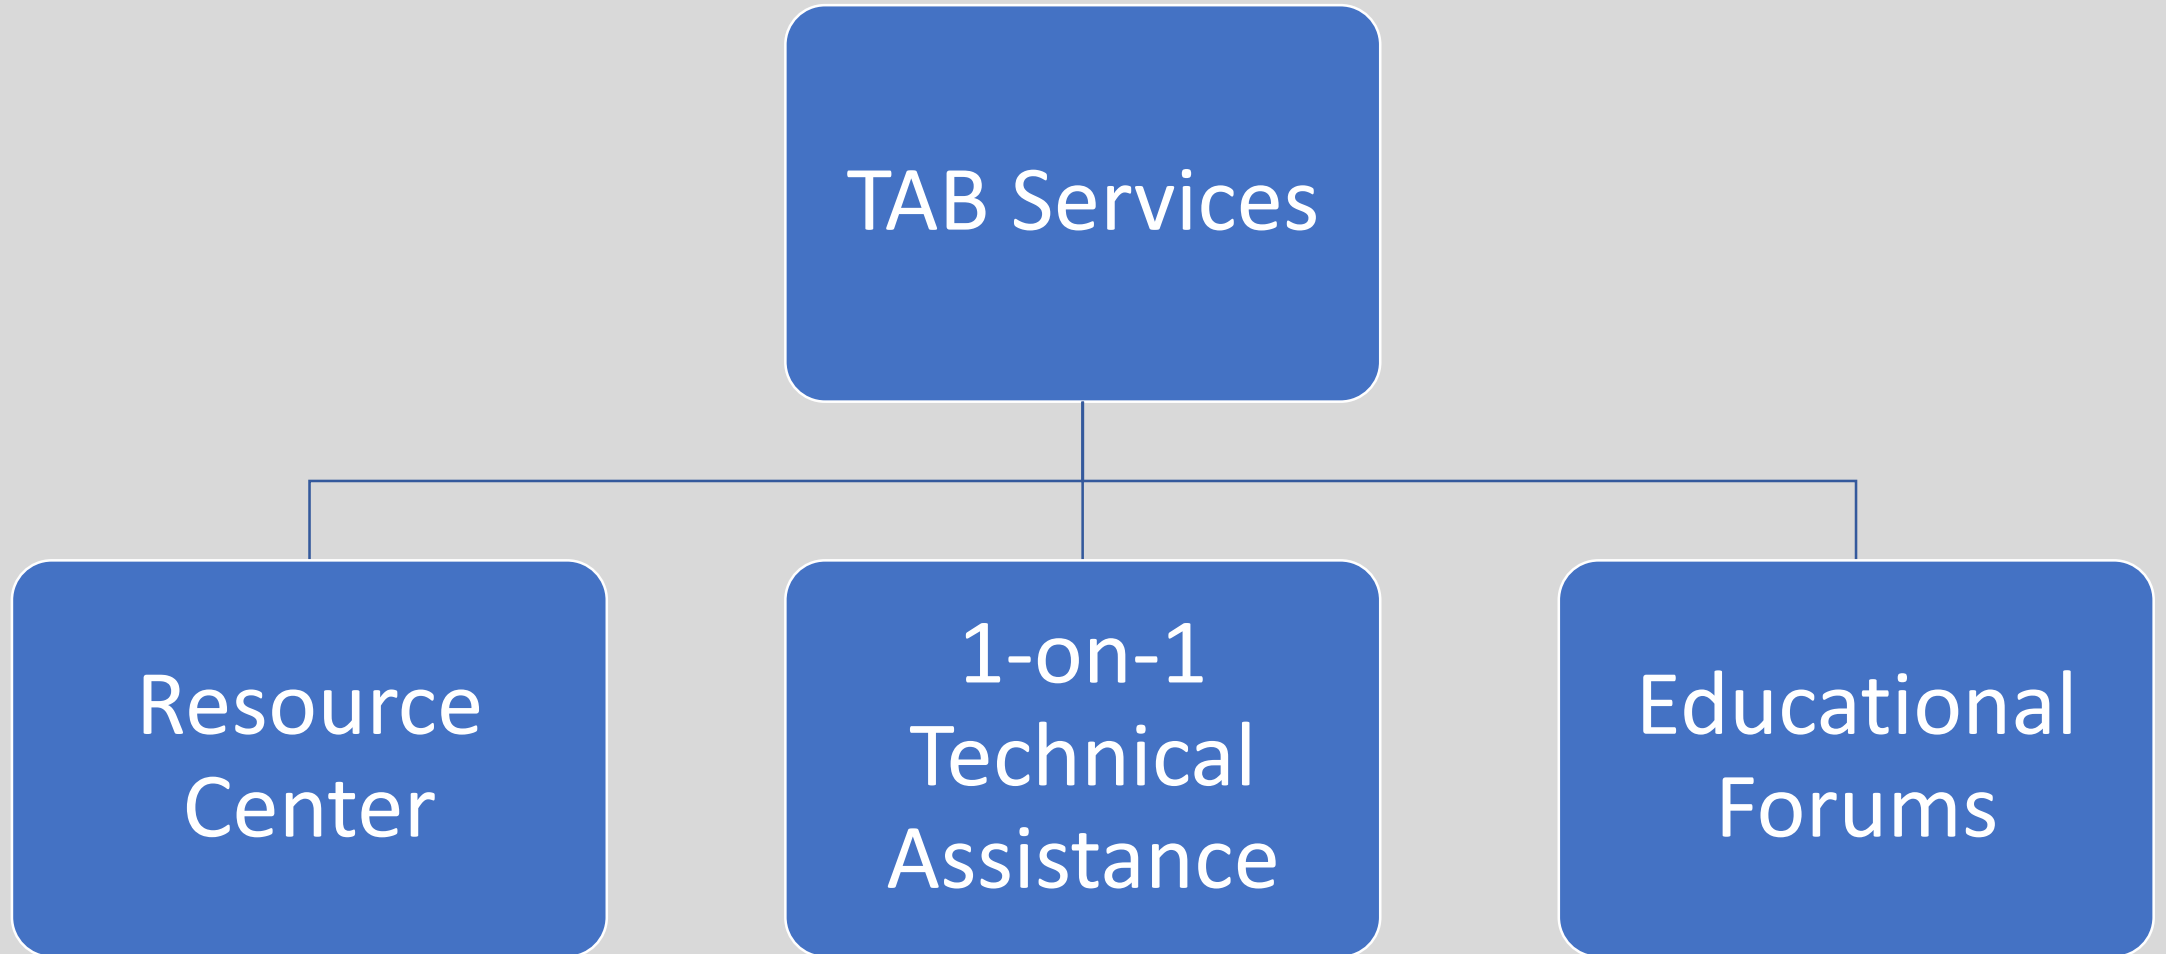 TAB Services
Resource
Center
1-on-1
Technical
Assistance
Educational
Forums